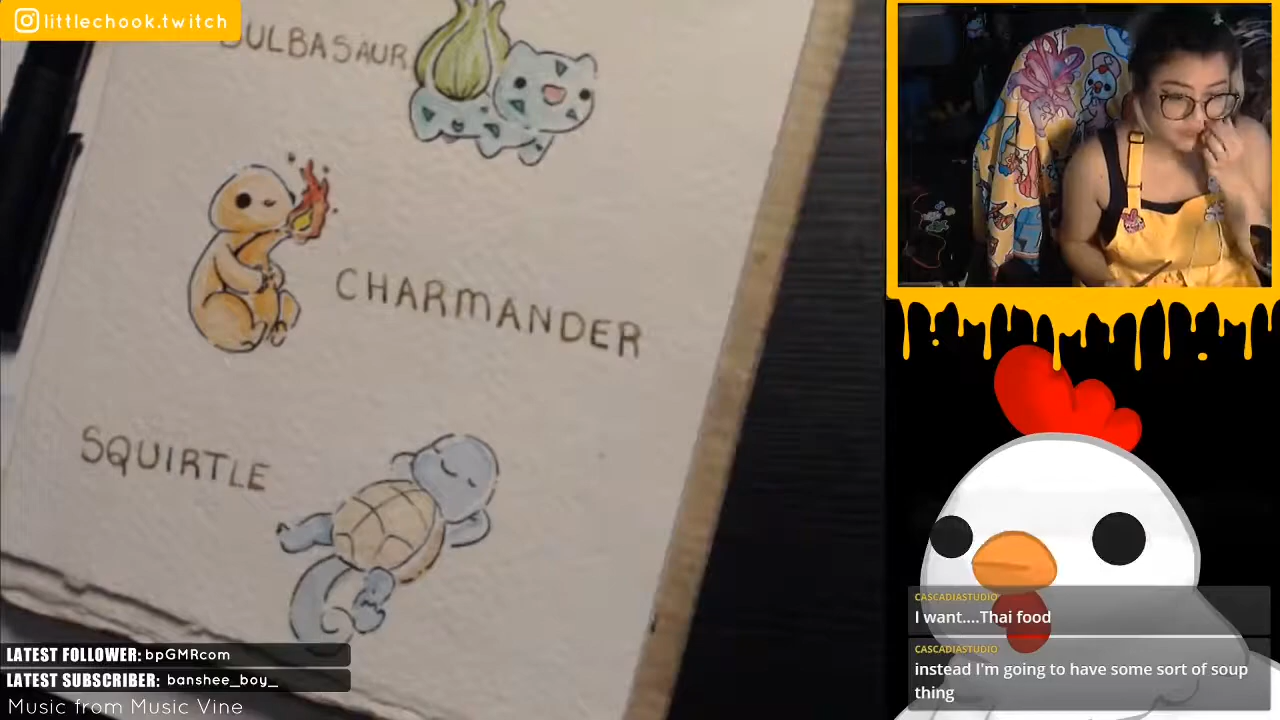 littlechook.twitch
BULBASAUR
CHARMANDER
SQUIRTLE
CASCADIASTUDIO
I want....Thai food
CASCADIASTUDIO
instead I'm going to have some sort of soup
thing
LATEST FOLLOWER: bpGMRcom
LATEST SUBSCRIBER: banshee_boy_
Music from Music Vine